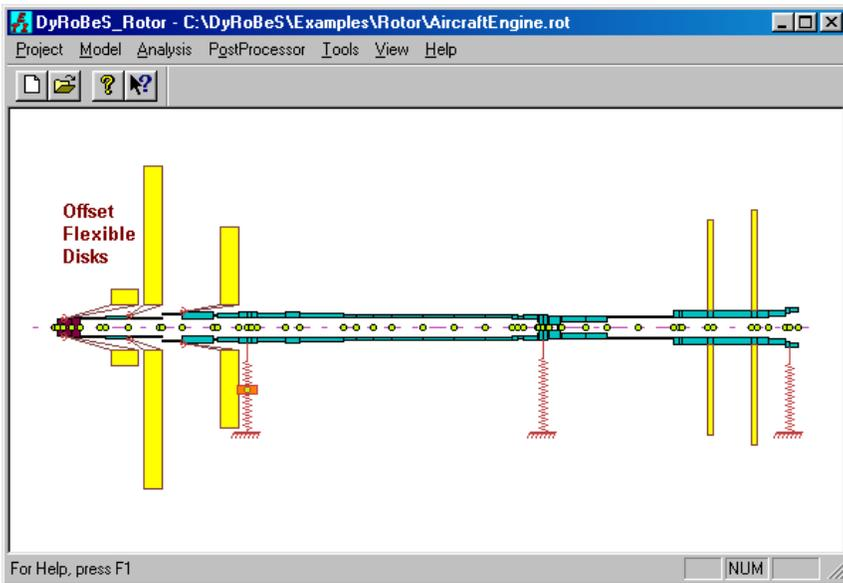 DyRoBeS_Rotor - C:\DyRoBeS\Examples\Rotor\AircraftEngine.rot
Project Model Analysis PostProcessor Tools View Help
Offset
Flexible
Disks
For Help, press F1
NUM